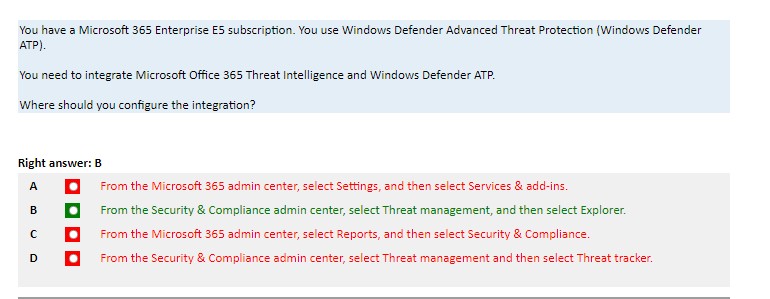 You have a Microsoft 365 Enterprise E5 subscription. You use Windows Defender Advanced Threat Protection (Windows Defender
ATP).
You need to integrate Microsoft Office 365 Threat Intelligence and Windows Defender ATP.
Where should you configure the integration?
Right answer: B
A From the Microsoft 365 admin center, select Settings, and then select Services & add-ins.
B From the Security & Compliance admin center, select Threat management, and then select Explorer.
C From the Microsoft 365 admin center, select Reports, and then select Security & Compliance.
D From the Security & Compliance admin center, select Threat management and then select Threat tracker.